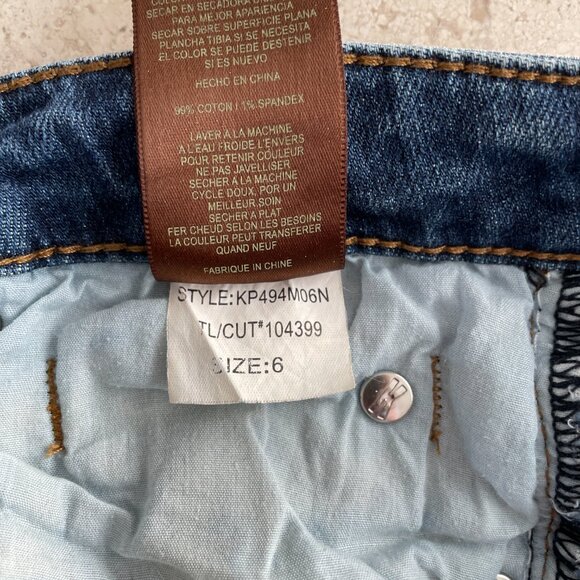 SECAR EN SECADORA
PARA MEJOR APARIENCIA
SECAR SOBRE SUPERFICIE PLANA
PLANCHA TIBIA SI SE NECESITA
EL COLOR SE PUEDE DESTENIR
SI ES NUEVO
HECHO EN CHINA
99% COTON / 1% SPANDEX
LAVER A LA MACHINE
A L'EAU FROIDE L'ENVERS
POUR RETENIR COULEUR
NE PAS JAVELLISER
SECHER A LA MACHINE
CYCLE DOUX, POR UN
MEILLEUR SOIN
SECHER A PLAT
FER CHEUD SELON LES BESOINS
LA COULEUR PEUT TRANSFERER
QUAND NEUF
FABRIQUE IN CHINE
STYLE:KP494M06N
TL/CUT#104399
SIZE:6